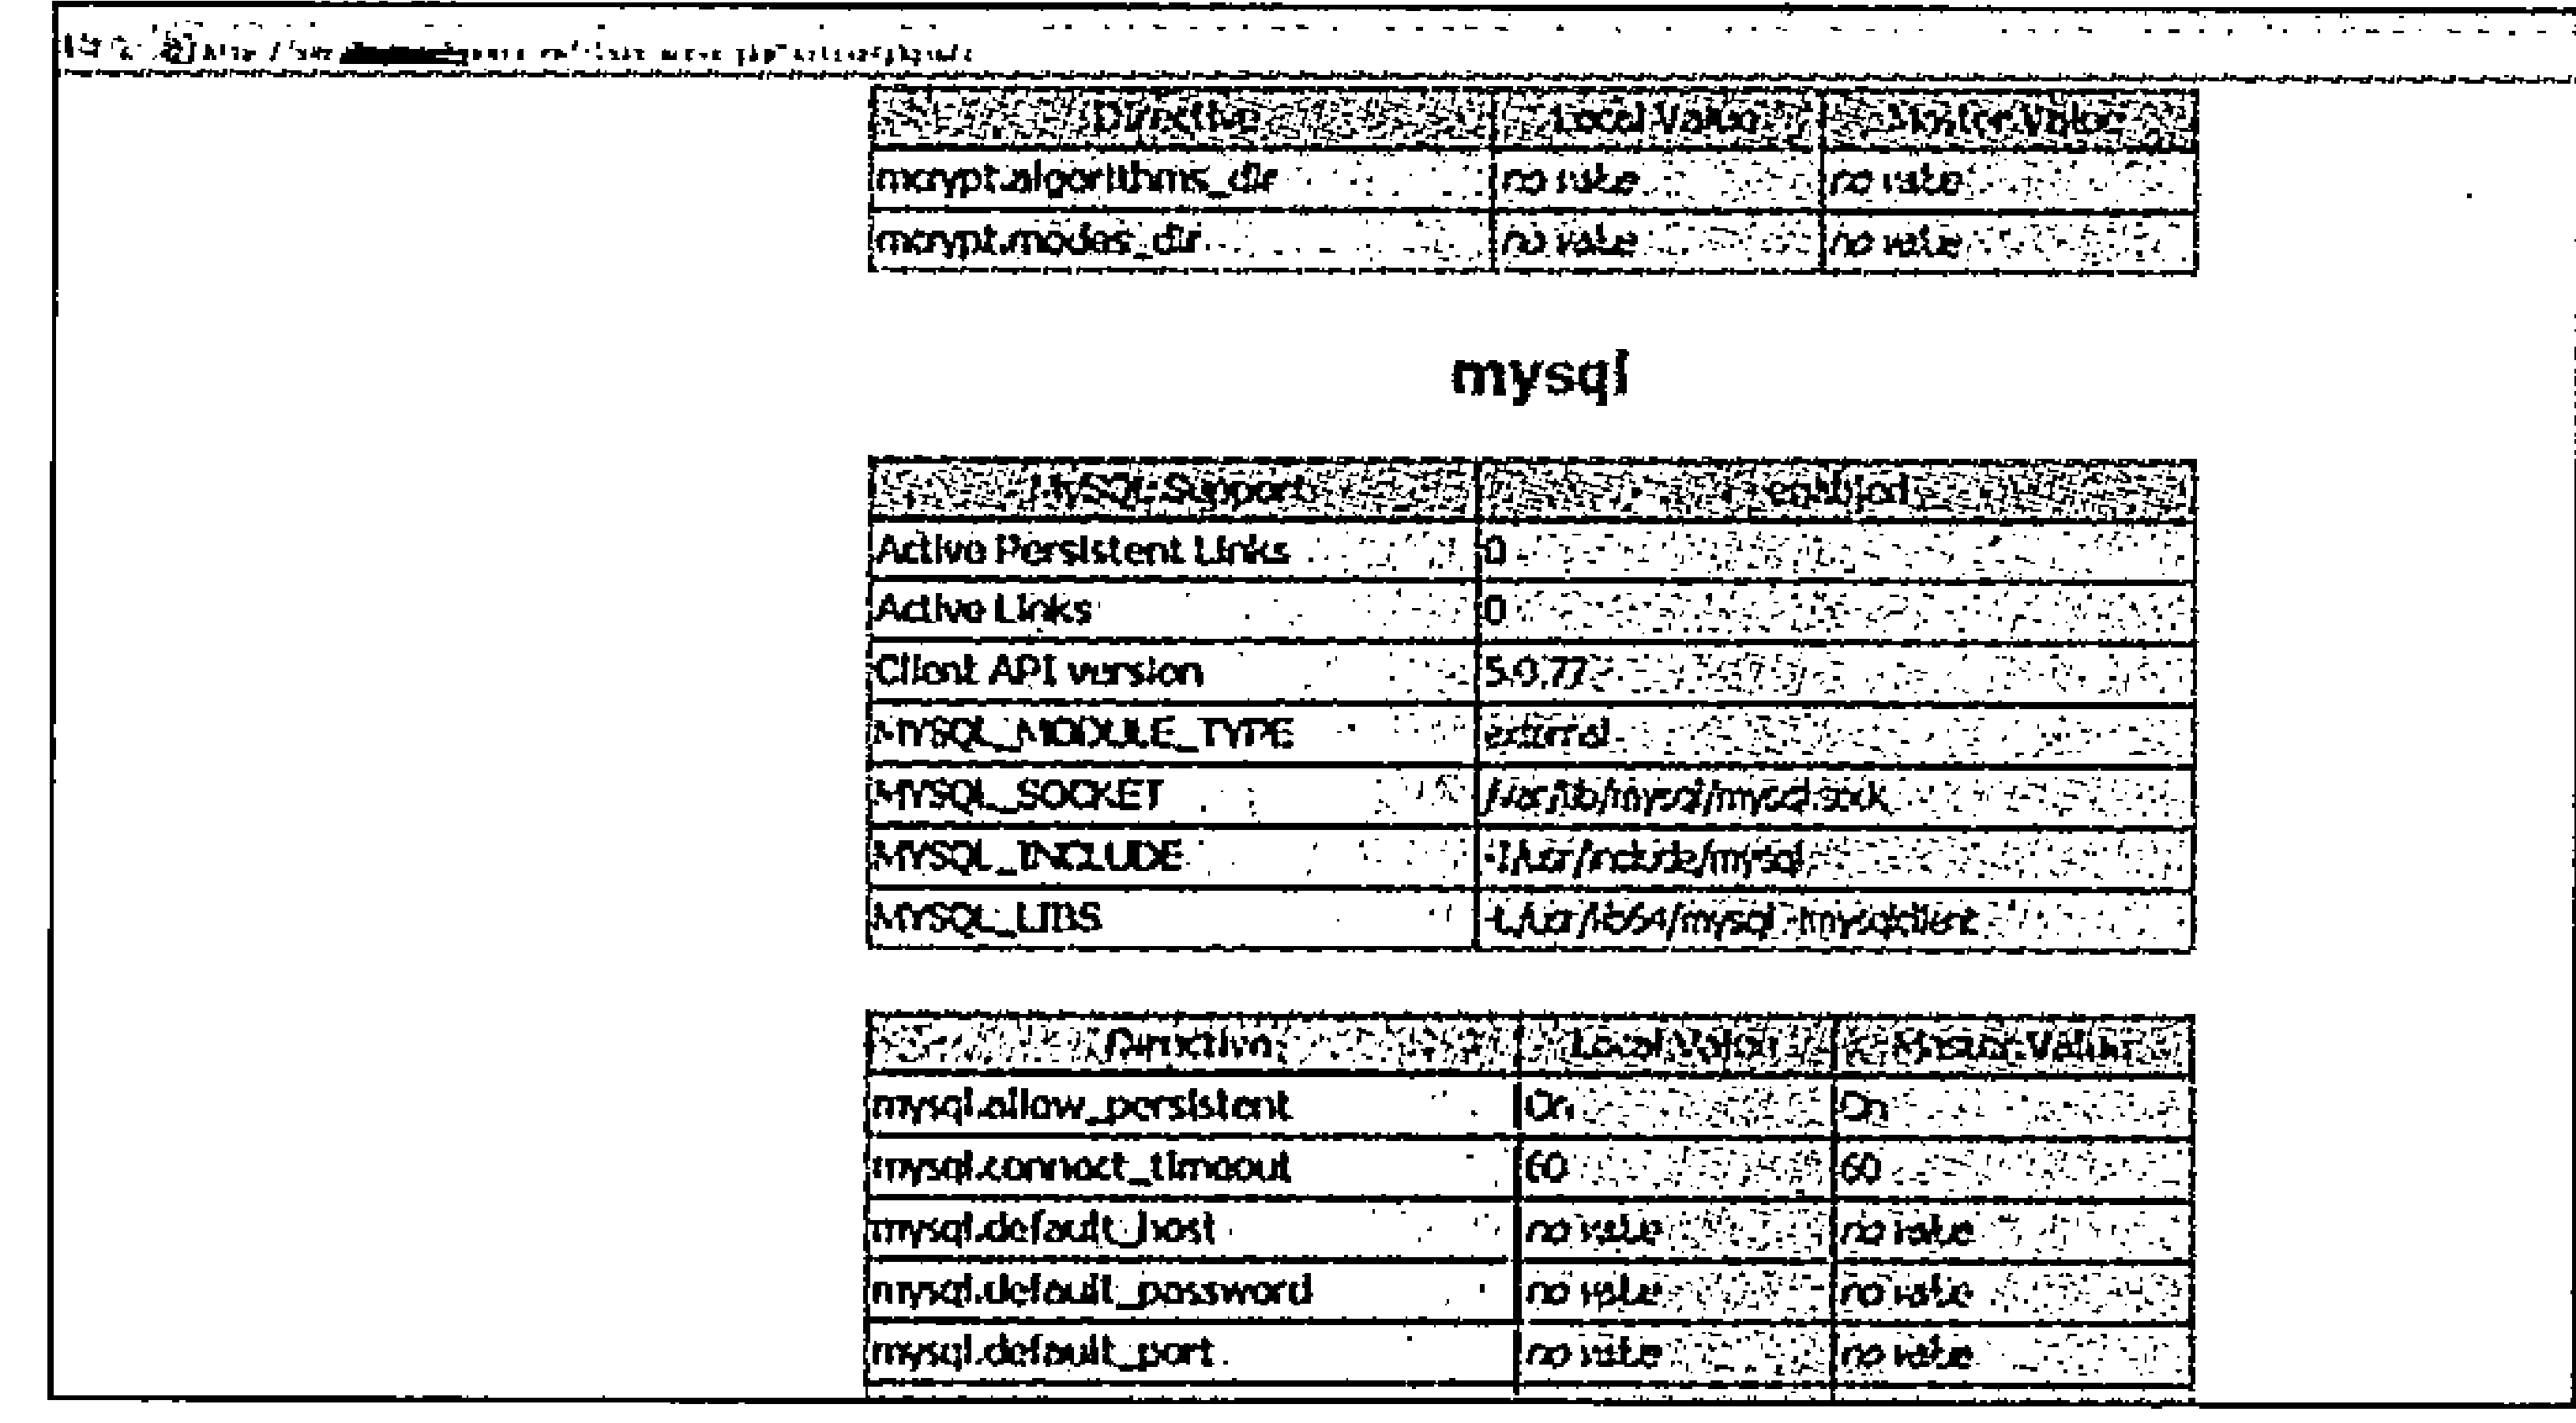 Directive Local Value Master Value
mcrypt.algorithms_dir no value no value
mcrypt.modes_dir no value no value
mysql
MySQL Support enabled
Active Persistent Links 0
Active Links 0
Client API version 5.0.77
MYSQL_MODULE_TYPE external
MYSQL_SOCKET /var/lib/mysql/mysql.sock
MYSQL_INCLUDE -I/usr/include/mysql
MYSQL_LIBS -L/usr/lib64/mysql -lmysqlclient
Directive Local Value Master Value
mysql.allow_persistent On On
mysql.connect_timeout 60 60
mysql.default_host no value no value
mysql.default_password no value no value
mysql.default_port no value no value